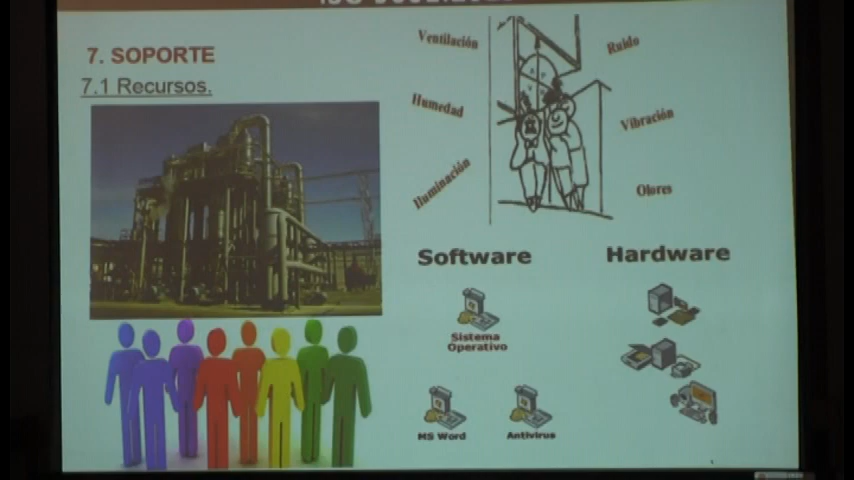 7. SOPORTE
7.1 Recursos.
Ventilación
Ruido
Humedad
Vibración
Iluminación
Olores
Software
Hardware
Sistema
Operativo
MS Word
Antivirus